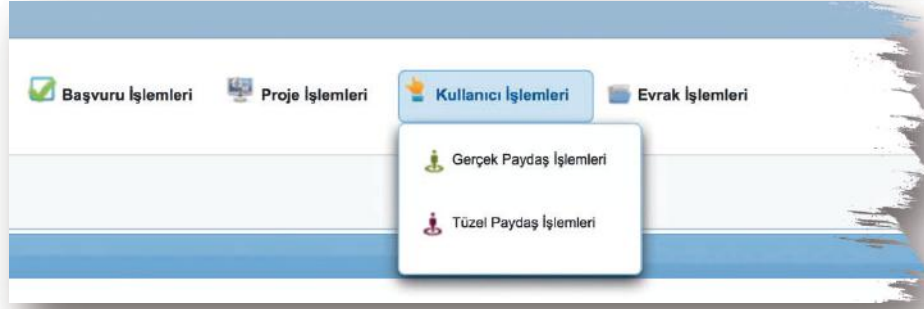 Başvuru İşlemleri
Proje İşlemleri
Kullanıcı İşlemleri
Evrak İşlemleri
Gerçek Paydaş İşlemleri
Tüzel Paydaş İşlemleri